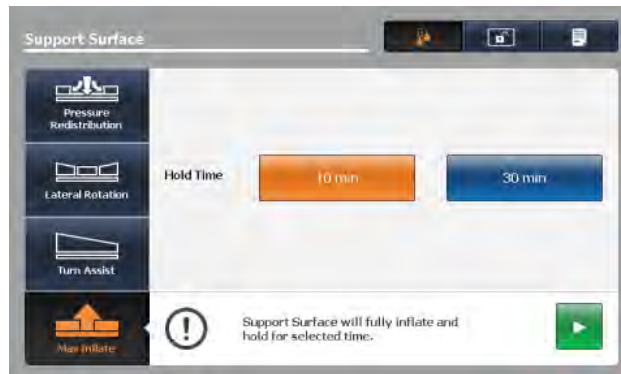 Support Surface
Pressure
Redistribution
Lateral Rotation
Hold Time
10 min
30 min
Turn Assist
Max Inflate
Support Surface will fully inflate and
hold for selected time.